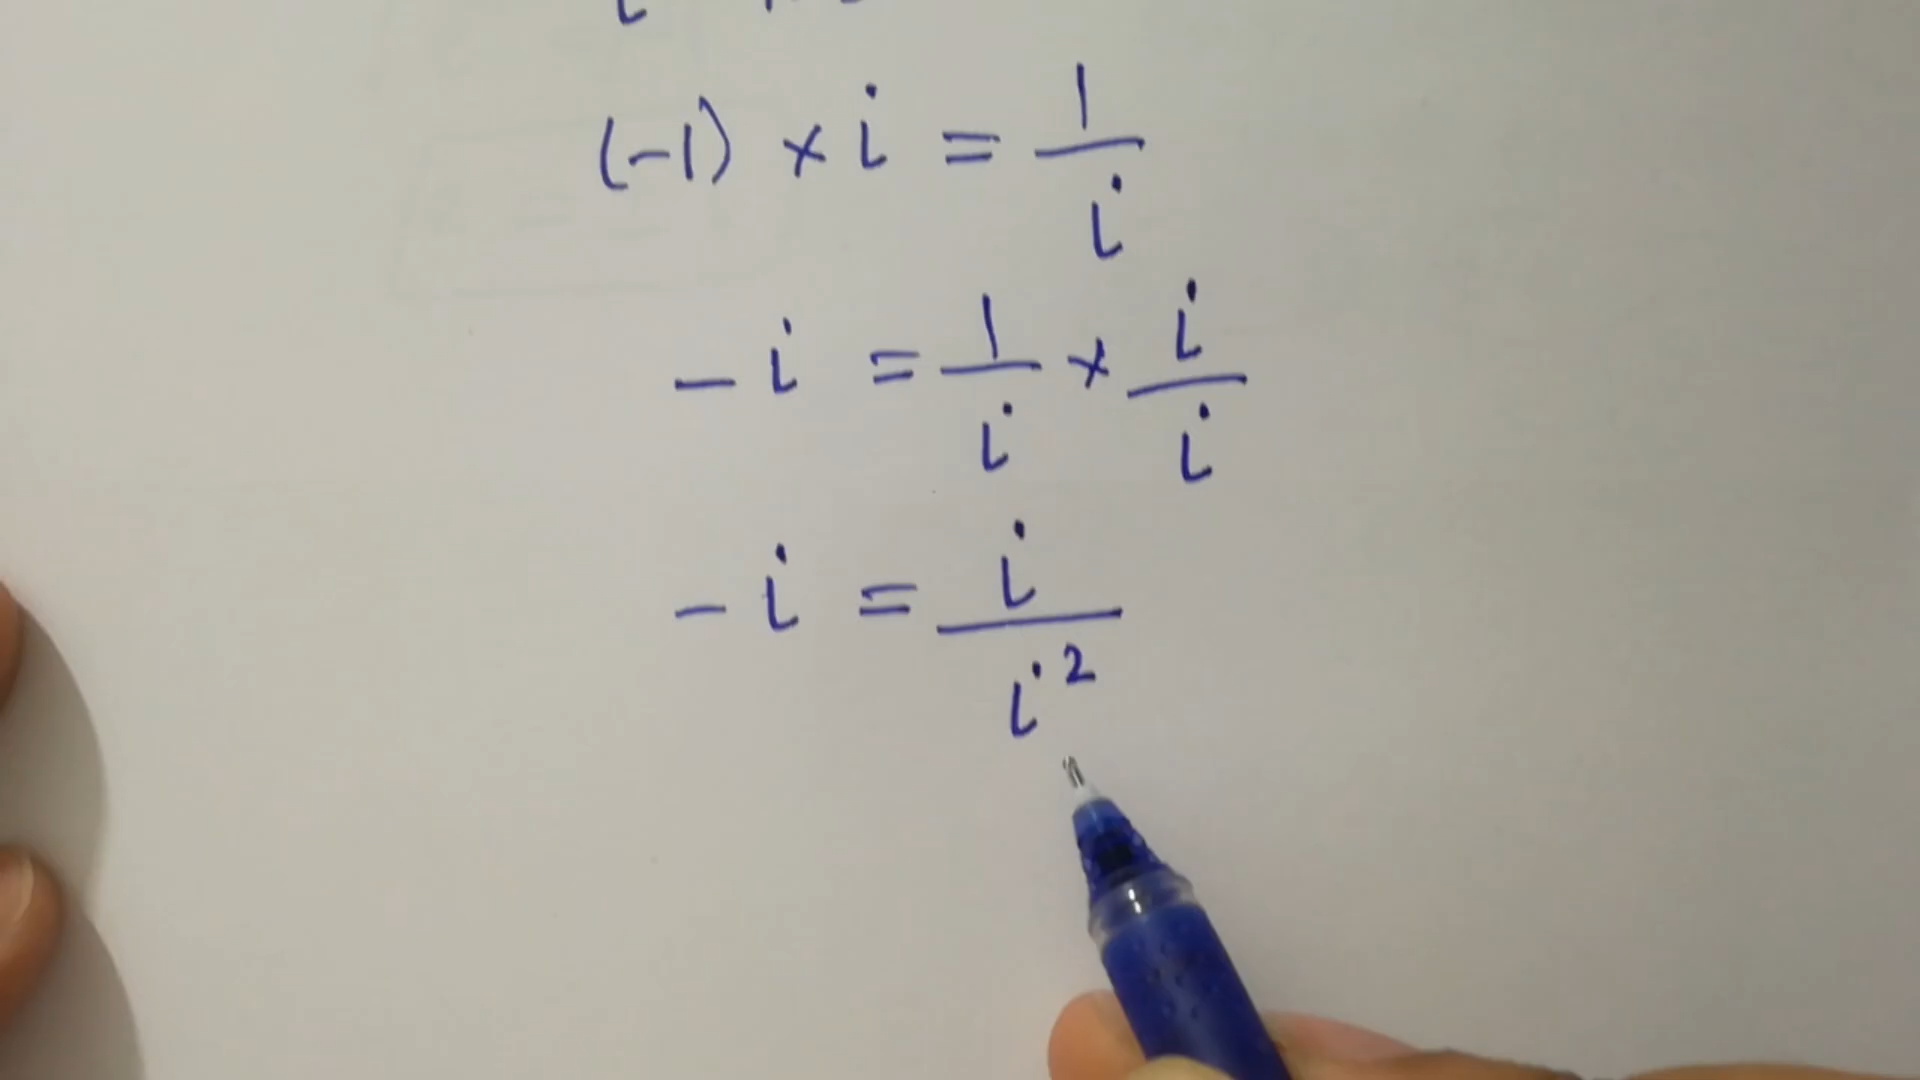 (-1) × i = 1/i
- i = 1/i × i/i
- i = i/i²